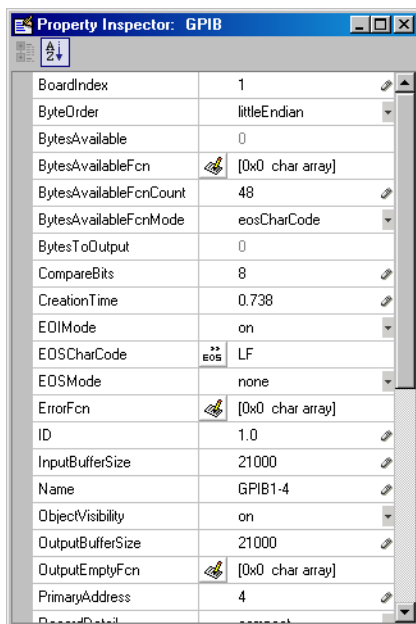 Property Inspector: GPIB
A
Z
BoardIndex 1
ByteOrder littleEndian
BytesAvailable 0
BytesAvailableFcn [0x0 char array]
BytesAvailableFcnCount 48
BytesAvailableFcnMode eosCharCode
BytesToOutput 0
CompareBits 8
CreationTime 0.738
EOIMode on
EOSCharCode >> EOS LF
EOSMode none
ErrorFcn [0x0 char array]
ID 1.0
InputBufferSize 21000
Name GPIB1-4
ObjectVisibility on
OutputBufferSize 21000
OutputEmptyFcn [0x0 char array]
PrimaryAddress 4
RecordDetail compact